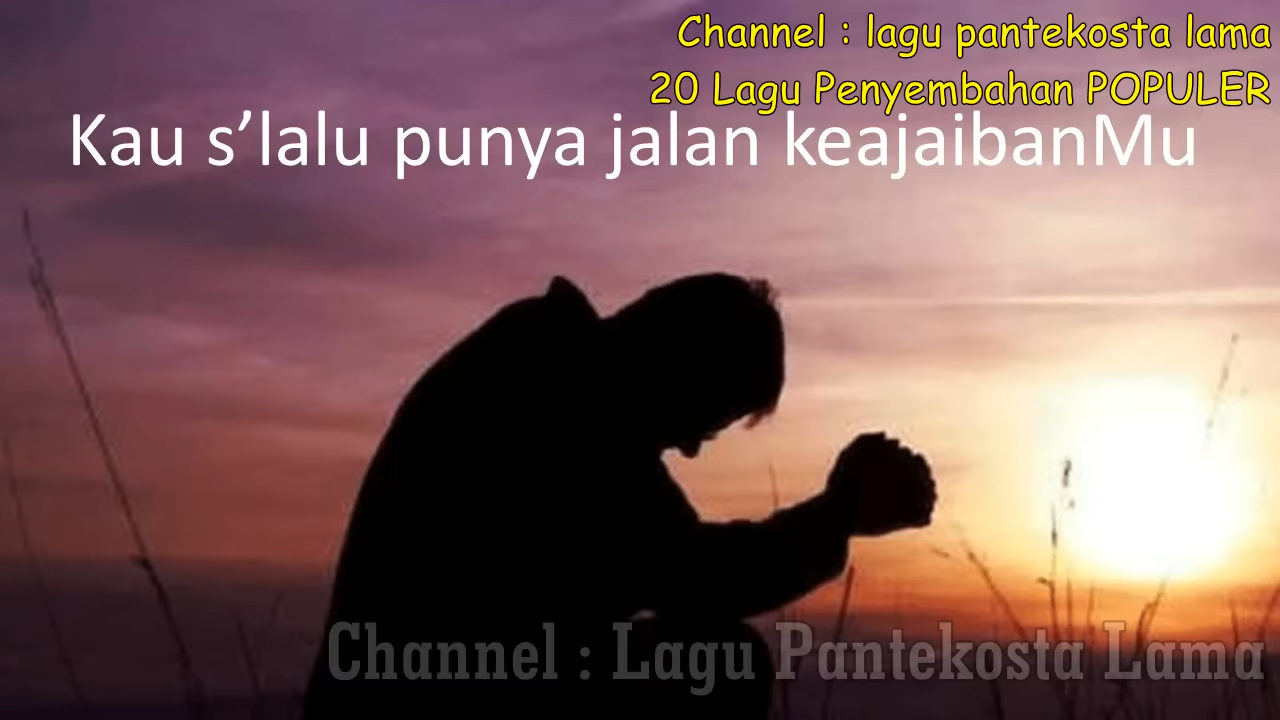 Channel : lagu pantekosta lama
20 Lagu Penyembahan POPULER
Kau s’lalu punya jalan keajaibanMu
Channel : Lagu Pantekosta Lama